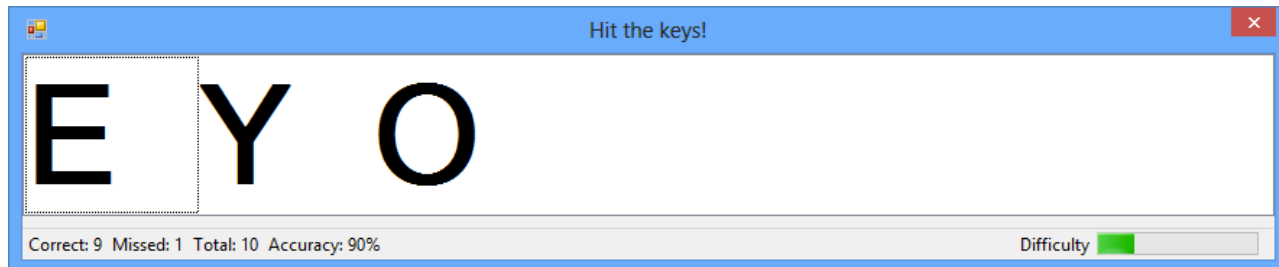 Hit the keys!
E Y O
Correct: 9 Missed: 1 Total: 10 Accuracy: 90% Difficulty